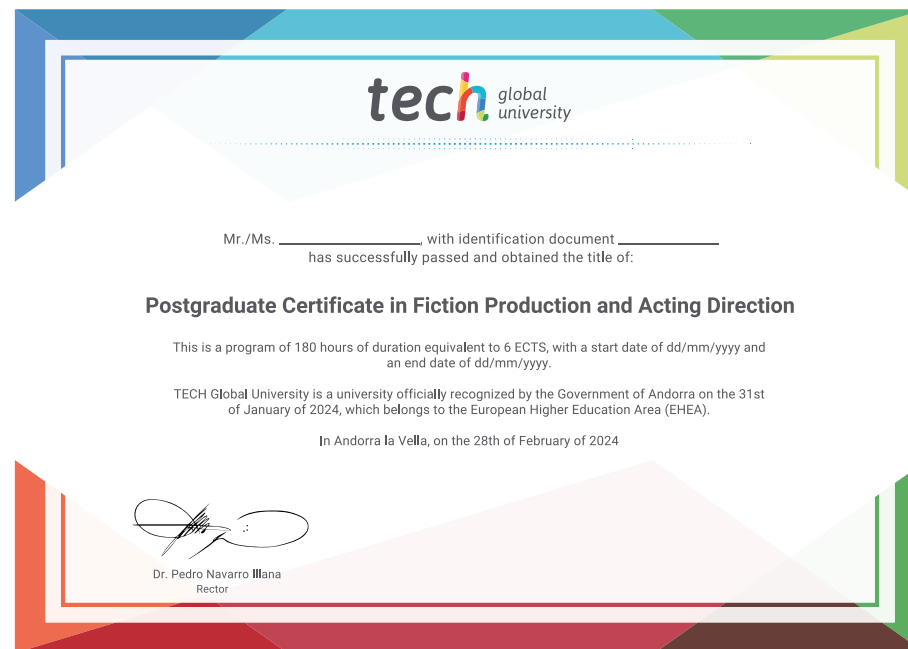 tech global
university
Mr./Ms. ____________, with identification document ____________
has successfully passed and obtained the title of:
Postgraduate Certificate in Fiction Production and Acting Direction
This is a program of 180 hours of duration equivalent to 6 ECTS, with a start date of dd/mm/yyyy and
an end date of dd/mm/yyyy.
TECH Global University is a university officially recognized by the Government of Andorra on the 31st
of January of 2024, which belongs to the European Higher Education Area (EHEA).
In Andorra la Vella, on the 28th of February of 2024
Dr. Pedro Navarro Illana
Rector